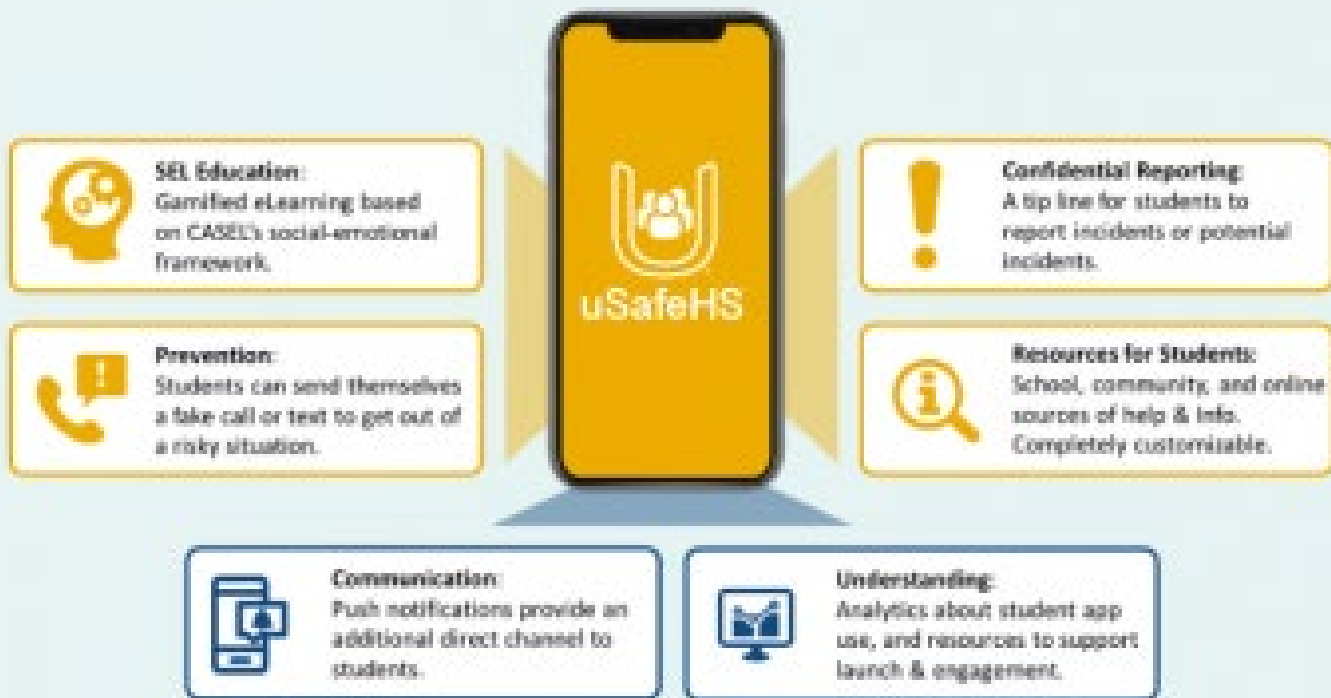 SEL Education:
Gamified eLearning based
on CASEL's social-emotional
framework.
Prevention:
Students can send themselves
a fake call or text to get out of
a risky situation.
uSafeHS
Confidential Reporting:
A tip line for students to
report incidents or potential
incidents.
Resources for Students:
School, community, and online
sources of help & info.
Completely customizable.
Communication:
Push notifications provide an
additional direct channel to
students.
Understanding:
Analytics about student app
use, and resources to support
launch & engagement.